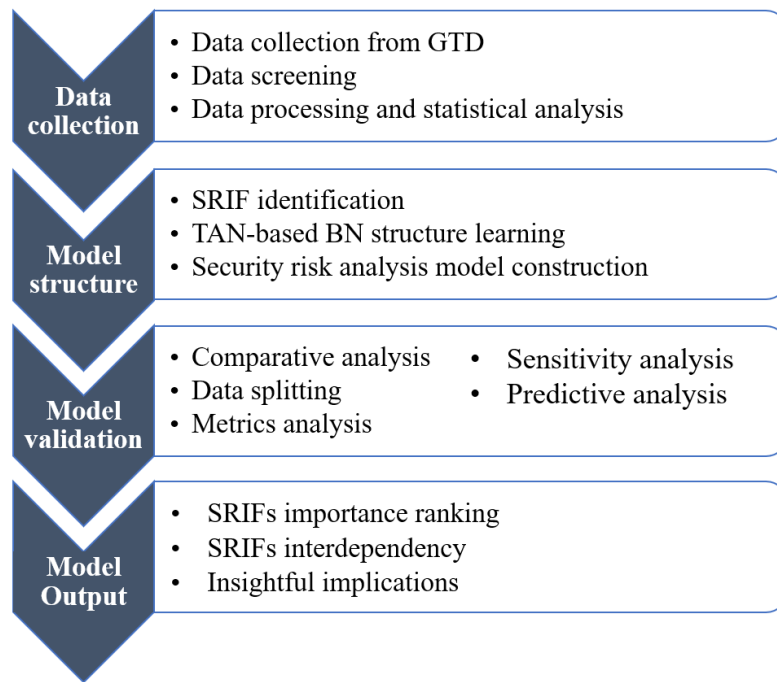 Data
collection
• Data collection from GTD
• Data screening
• Data processing and statistical analysis
Model
structure
• SRIF identification
• TAN-based BN structure learning
• Security risk analysis model construction
Model
validation
• Comparative analysis
• Data splitting
• Metrics analysis
• Sensitivity analysis
• Predictive analysis
Model
Output
• SRIFs importance ranking
• SRIFs interdependency
• Insightful implications